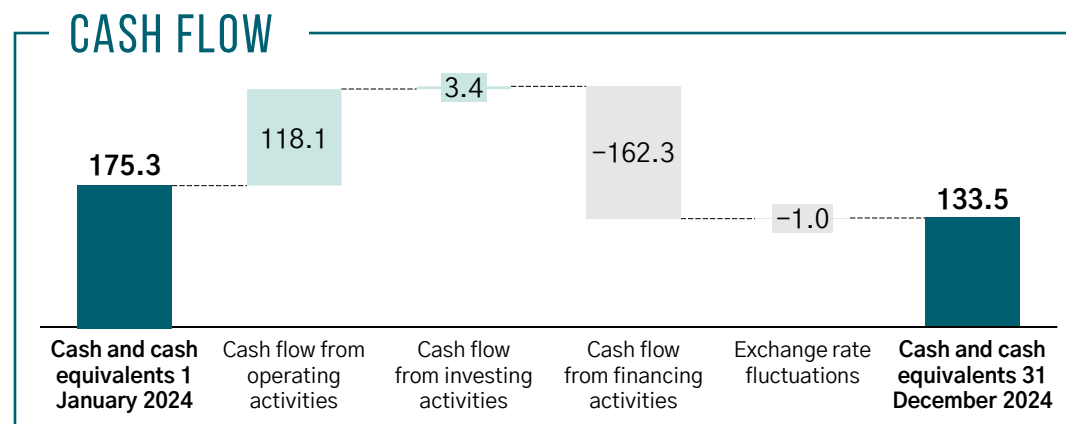 CASH FLOW
175.3
118.1
3.4
−162.3
−1.0
133.5
Cash and cash
equivalents 1
January 2024
Cash flow from
operating
activities
Cash flow
from investing
activities
Cash flow
from financing
activities
Exchange rate
fluctuations
Cash and cash
equivalents 31
December 2024